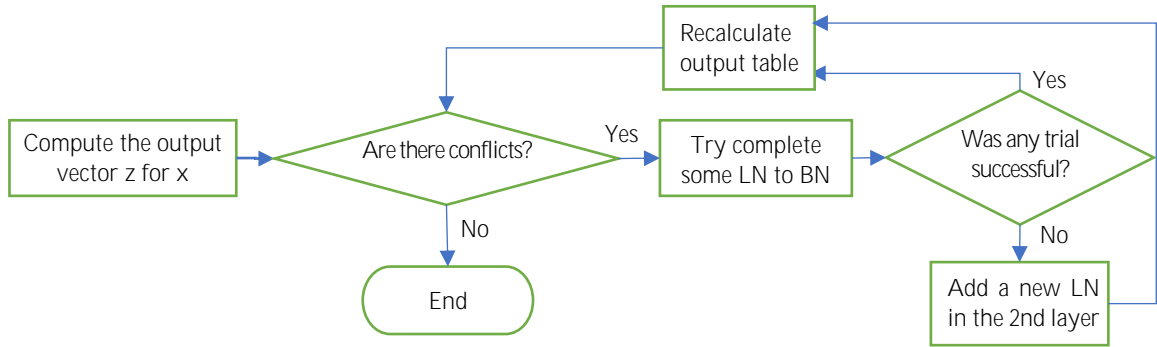 Recalculate
output table
Yes
Compute the output
vector z for x
Are there conflicts?
Yes
Try complete
some LN to BN
Was any trial
successful?
No
No
End
Add a new LN
in the 2nd layer